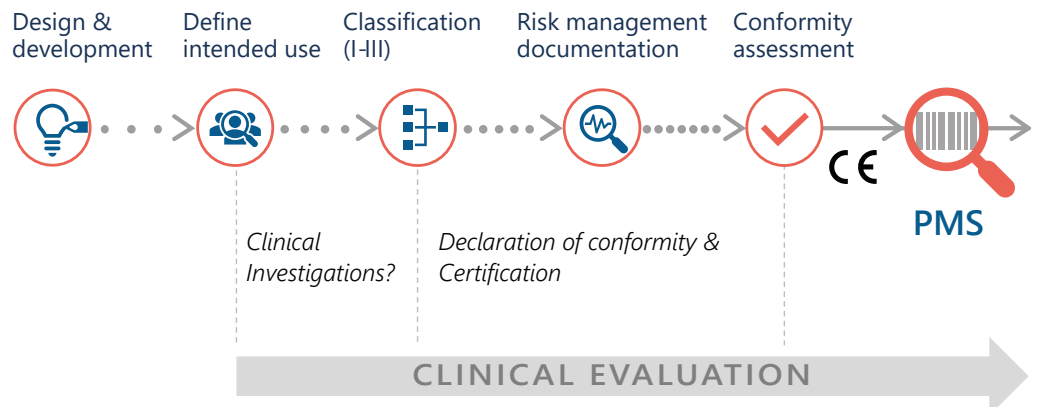 Design &
development
Define
intended use
Classification
(I-III)
Risk management
documentation
Conformity
assessment
CE
PMS
Clinical
Investigations?
Declaration of conformity &
Certification
CLINICAL EVALUATION